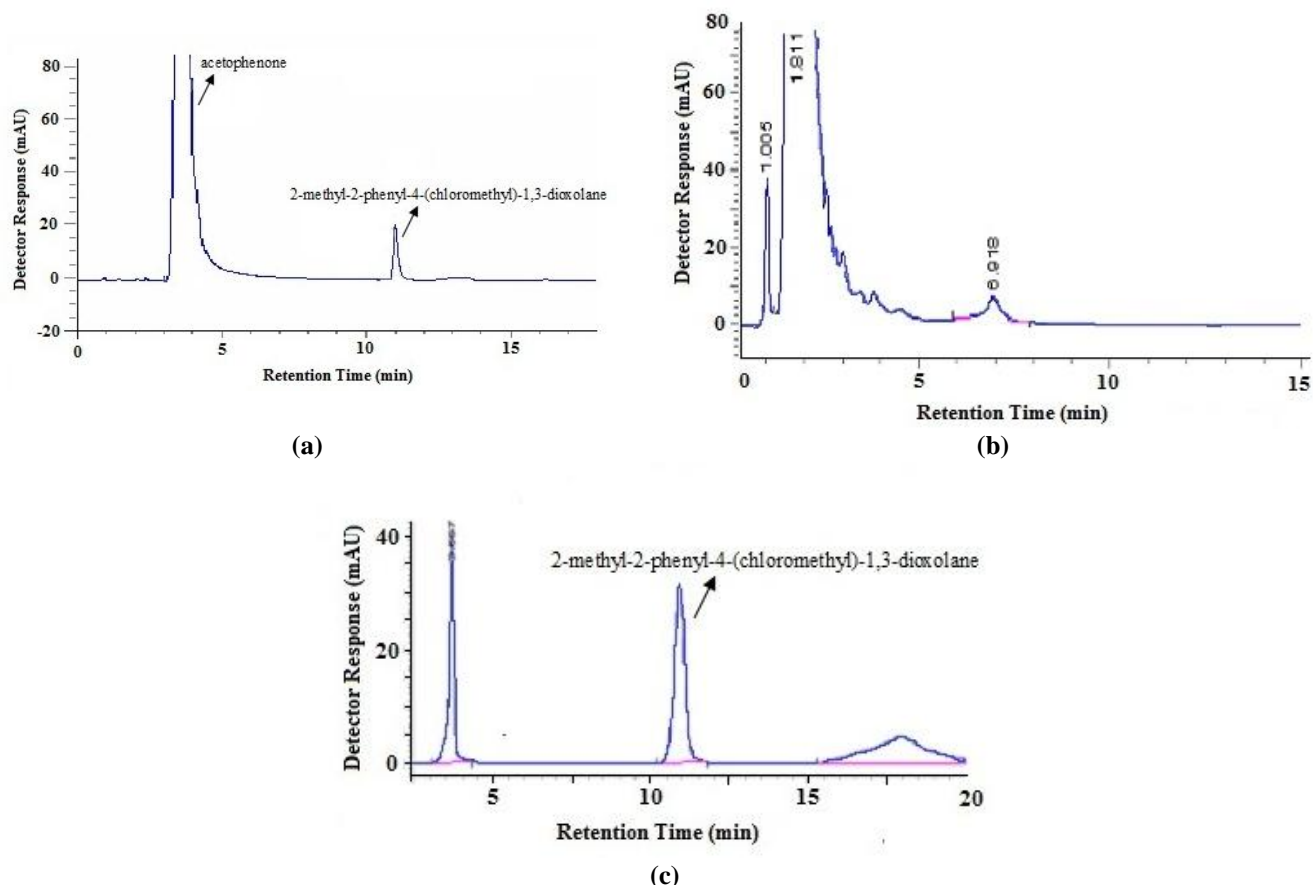 80
60
40
20
0
-20
Detector Response (mAU)
acetophenone
2-methyl-2-phenyl-4-(chloromethyl)-1,3-dioxolane
0 5 10 15
Retention Time (min)
(a)
80
60
40
20
0
Detector Response (mAU)
1.005
1.811
6.918
0 5 10 15
Retention Time (min)
(b)
40
20
0
Detector Response (mAU)
2-methyl-2-phenyl-4-(chloromethyl)-1,3-dioxolane
5 10 15 20
Retention Time (min)
(c)